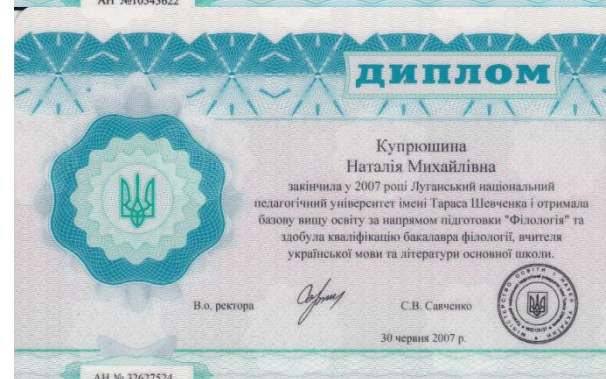 АН №10343622
ДИПЛОМ
Купрюшина
Наталія Михайлівна
закінчила у 2007 році Луганський національний
педагогічний університет імені Тараса Шевченка і отримала
базову вищу освіту за напрямом підготовки "Філологія" та
здобула кваліфікацію бакалавра філології, вчителя
української мови та літератури основної школи.
В.о. ректора
С.В. Савченко
30 червня 2007 р.
АН № 32627524